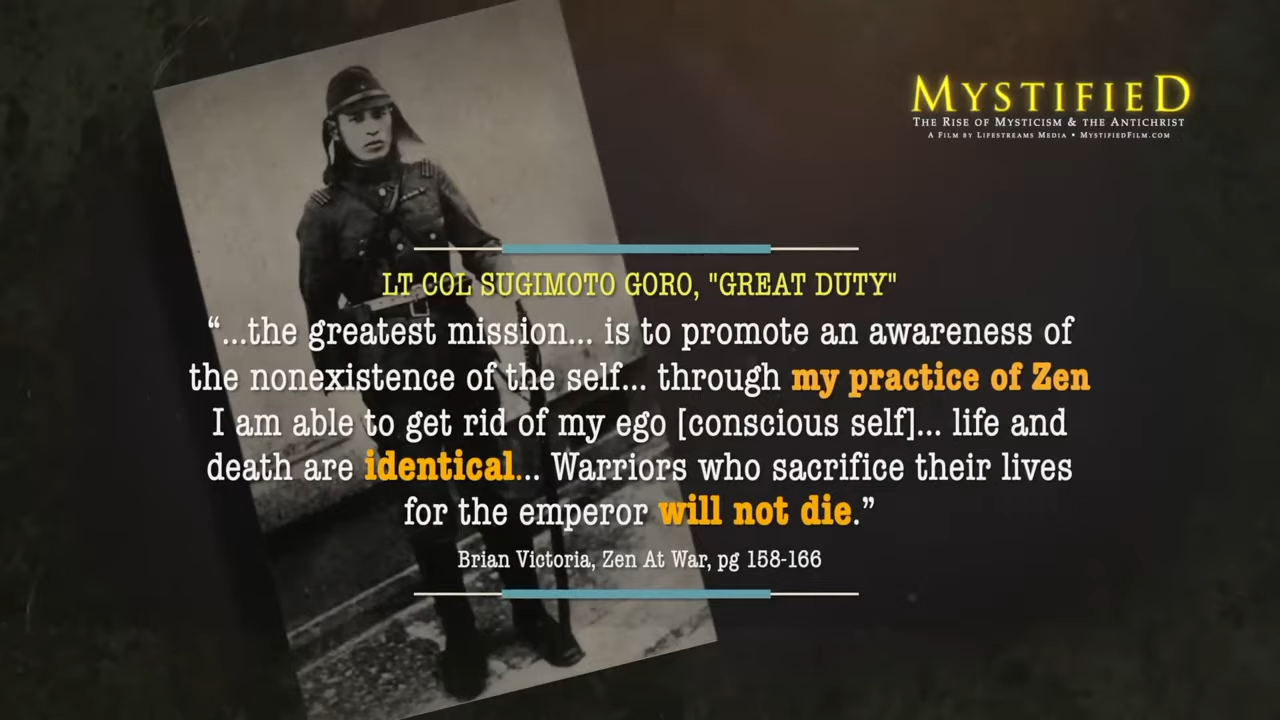 MYSTIFIED
THE RISE OF MYSTICISM & THE ANTICHRIST
A FILM BY LIFESTREAMS MEDIA • MYSTIFIEDFILM.COM
LT COL SUGIMOTO GORO, "GREAT DUTY"
“...the greatest mission... is to promote an awareness of
the nonexistence of the self... through my practice of Zen
I am able to get rid of my ego [conscious self]... life and
death are identical... Warriors who sacrifice their lives
for the emperor will not die.”
Brian Victoria, Zen At War, pg 158-166